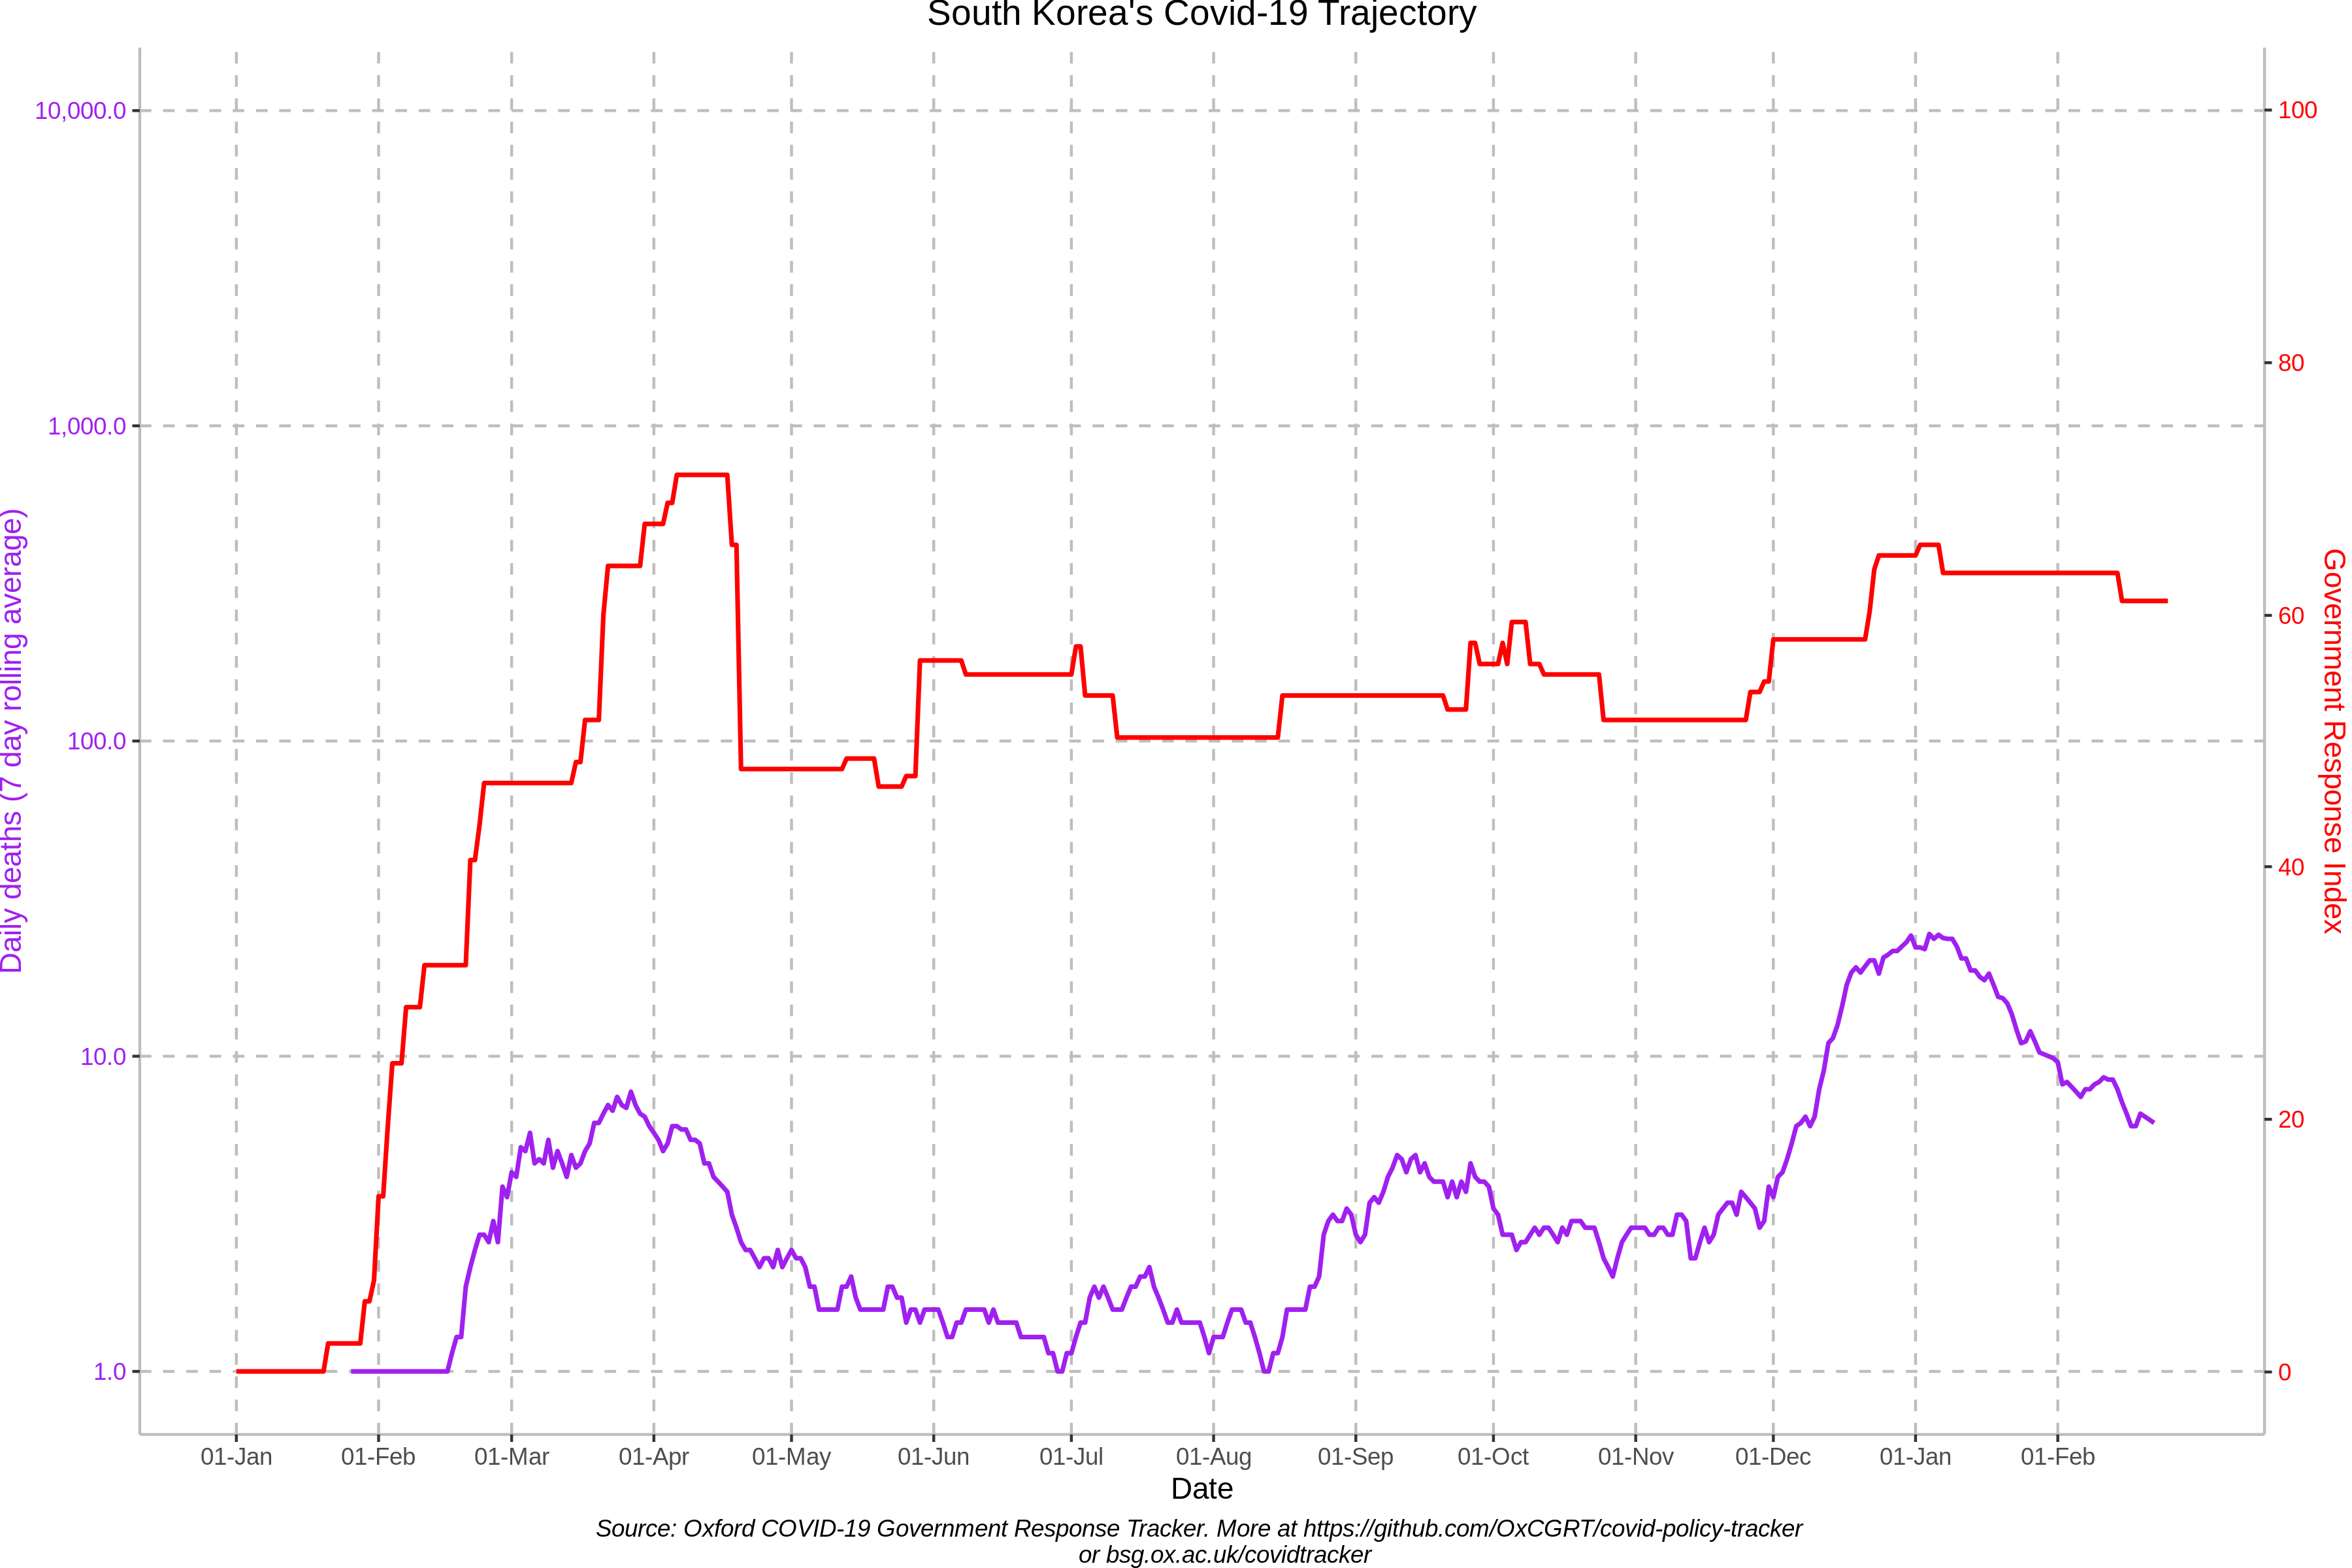 South Korea's Covid-19 Trajectory
10,000.0
1,000.0
100.0
10.0
1.0
Daily deaths (7 day rolling average)
100
80
60
40
20
0
Government Response Index
01-Jan 01-Feb 01-Mar 01-Apr 01-May 01-Jun 01-Jul 01-Aug 01-Sep 01-Oct 01-Nov 01-Dec 01-Jan 01-Feb
Date
Source: Oxford COVID-19 Government Response Tracker. More at https://github.com/OxCGRT/covid-policy-tracker
or bsg.ox.ac.uk/covidtracker